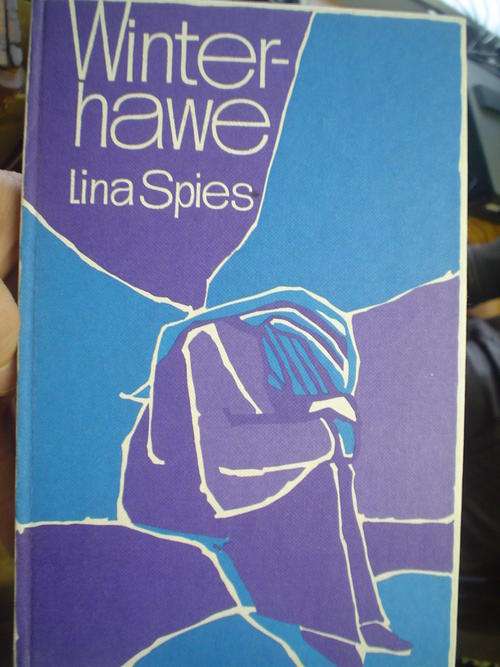 Winter-
hawe
Lina Spies